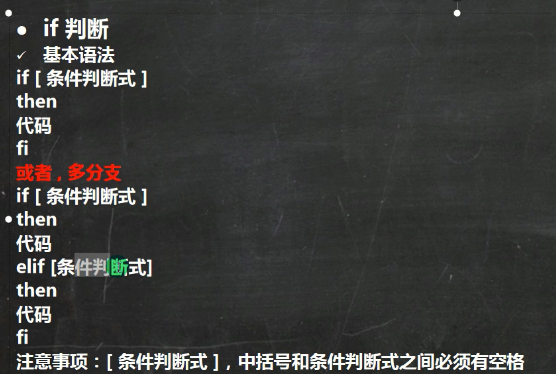 ● if 判断
✓ 基本语法
if [ 条件判断式 ]
then
代码
fi
或者，多分支
if [ 条件判断式 ]
then
代码
elif [条件判断式]
then
代码
fi
注意事项：[ 条件判断式 ]，中括号和条件判断式之间必须有空格